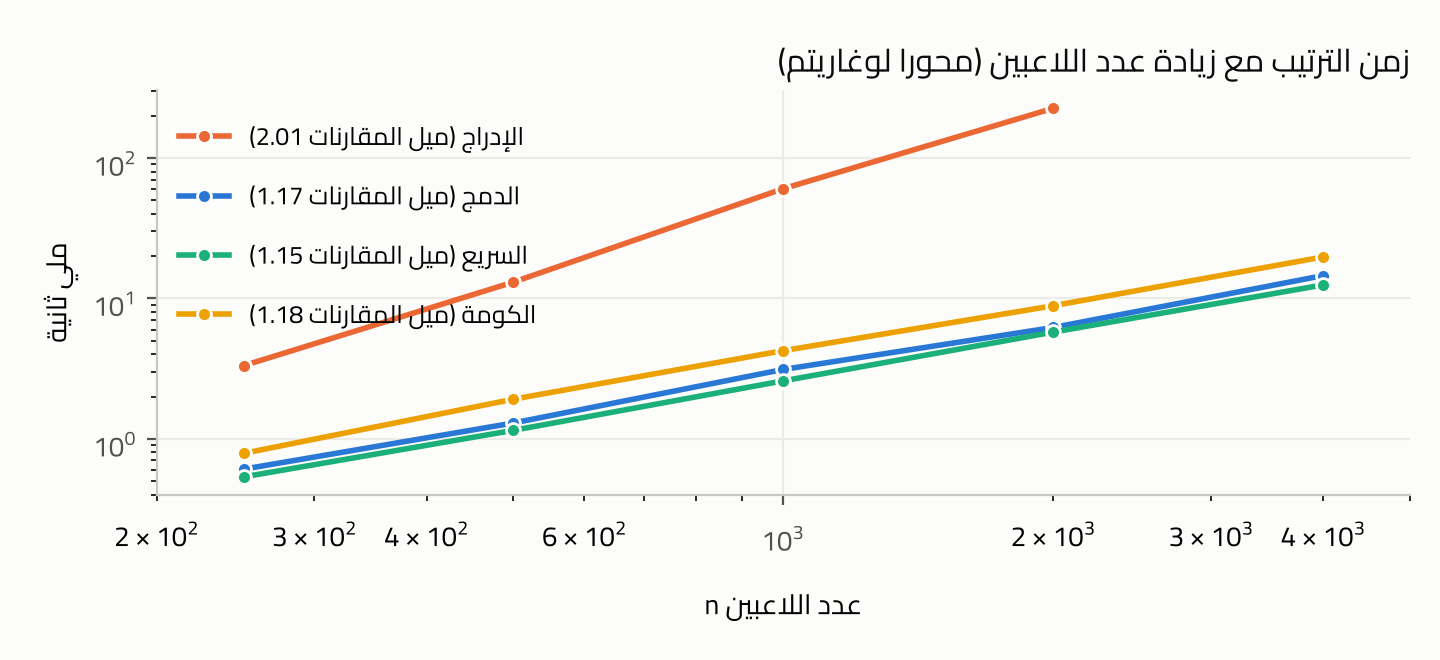 زمن الترتيب مع زيادة عدد اللاعبين (محورا لوغاريتم)
الإدراج (ميل المقارنات 2.01)
الدمج (ميل المقارنات 1.17)
السريع (ميل المقارنات 1.15)
الكومة (ميل المقارنات 1.18)
ملي ثانية
10²
10¹
10⁰
2 × 10² 3 × 10² 4 × 10² 6 × 10² 10³ 2 × 10³ 3 × 10³ 4 × 10³
عدد اللاعبين n